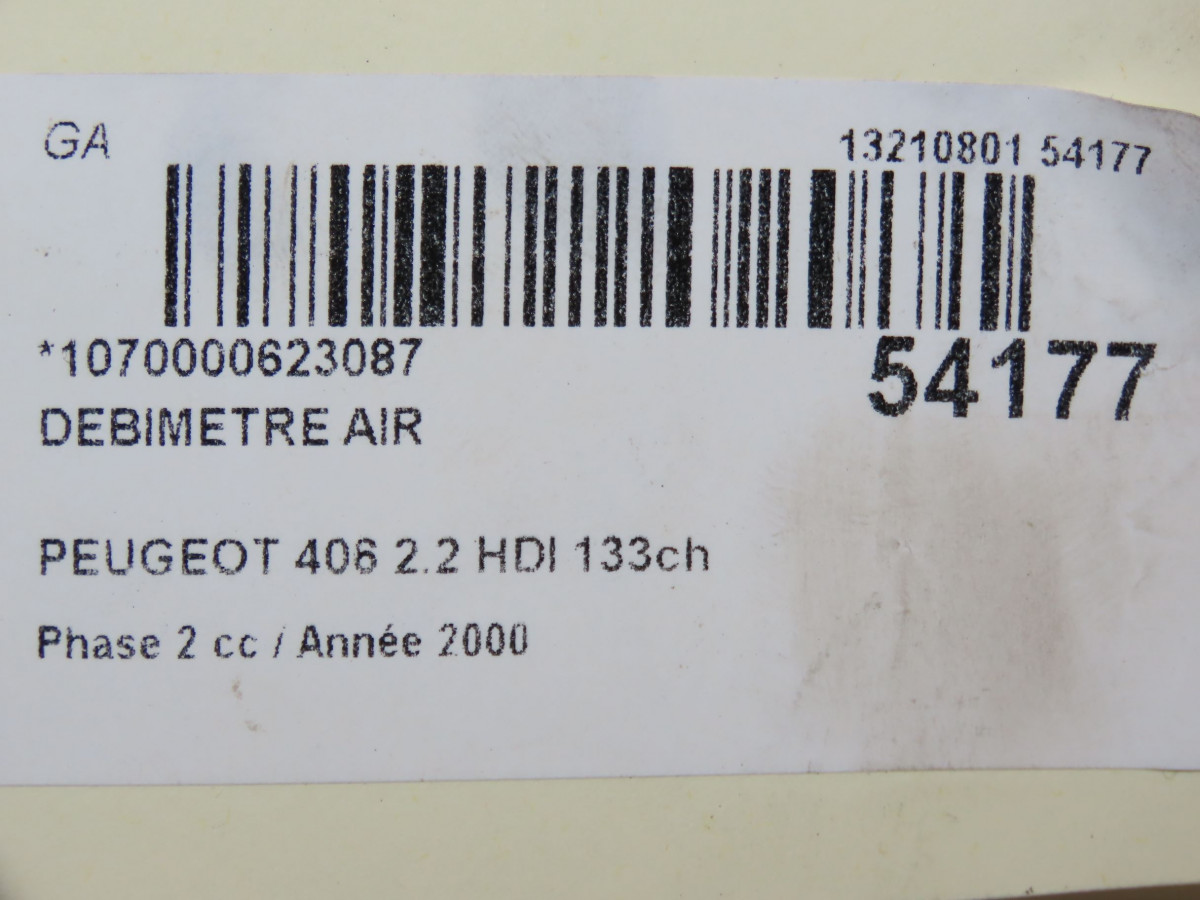 GA
13210801 54177
*1070000623087
54177
DEBIMETRE AIR
PEUGEOT 406 2.2 HDI 133ch
Phase 2 cc / Année 2000